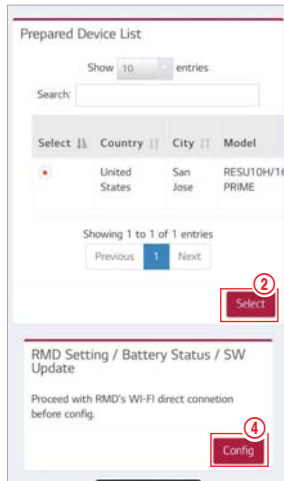 Prepared Device List
Show 10 entries
Search:
Select Country City Model
United States San Jose RESU10H/16 PRIME
Showing 1 to 1 of 1 entries
Previous 1 Next
②
Select
RMD Setting / Battery Status / SW
Update
Proceed with RMD's WI-FI direct connetion
before config.
④
Config